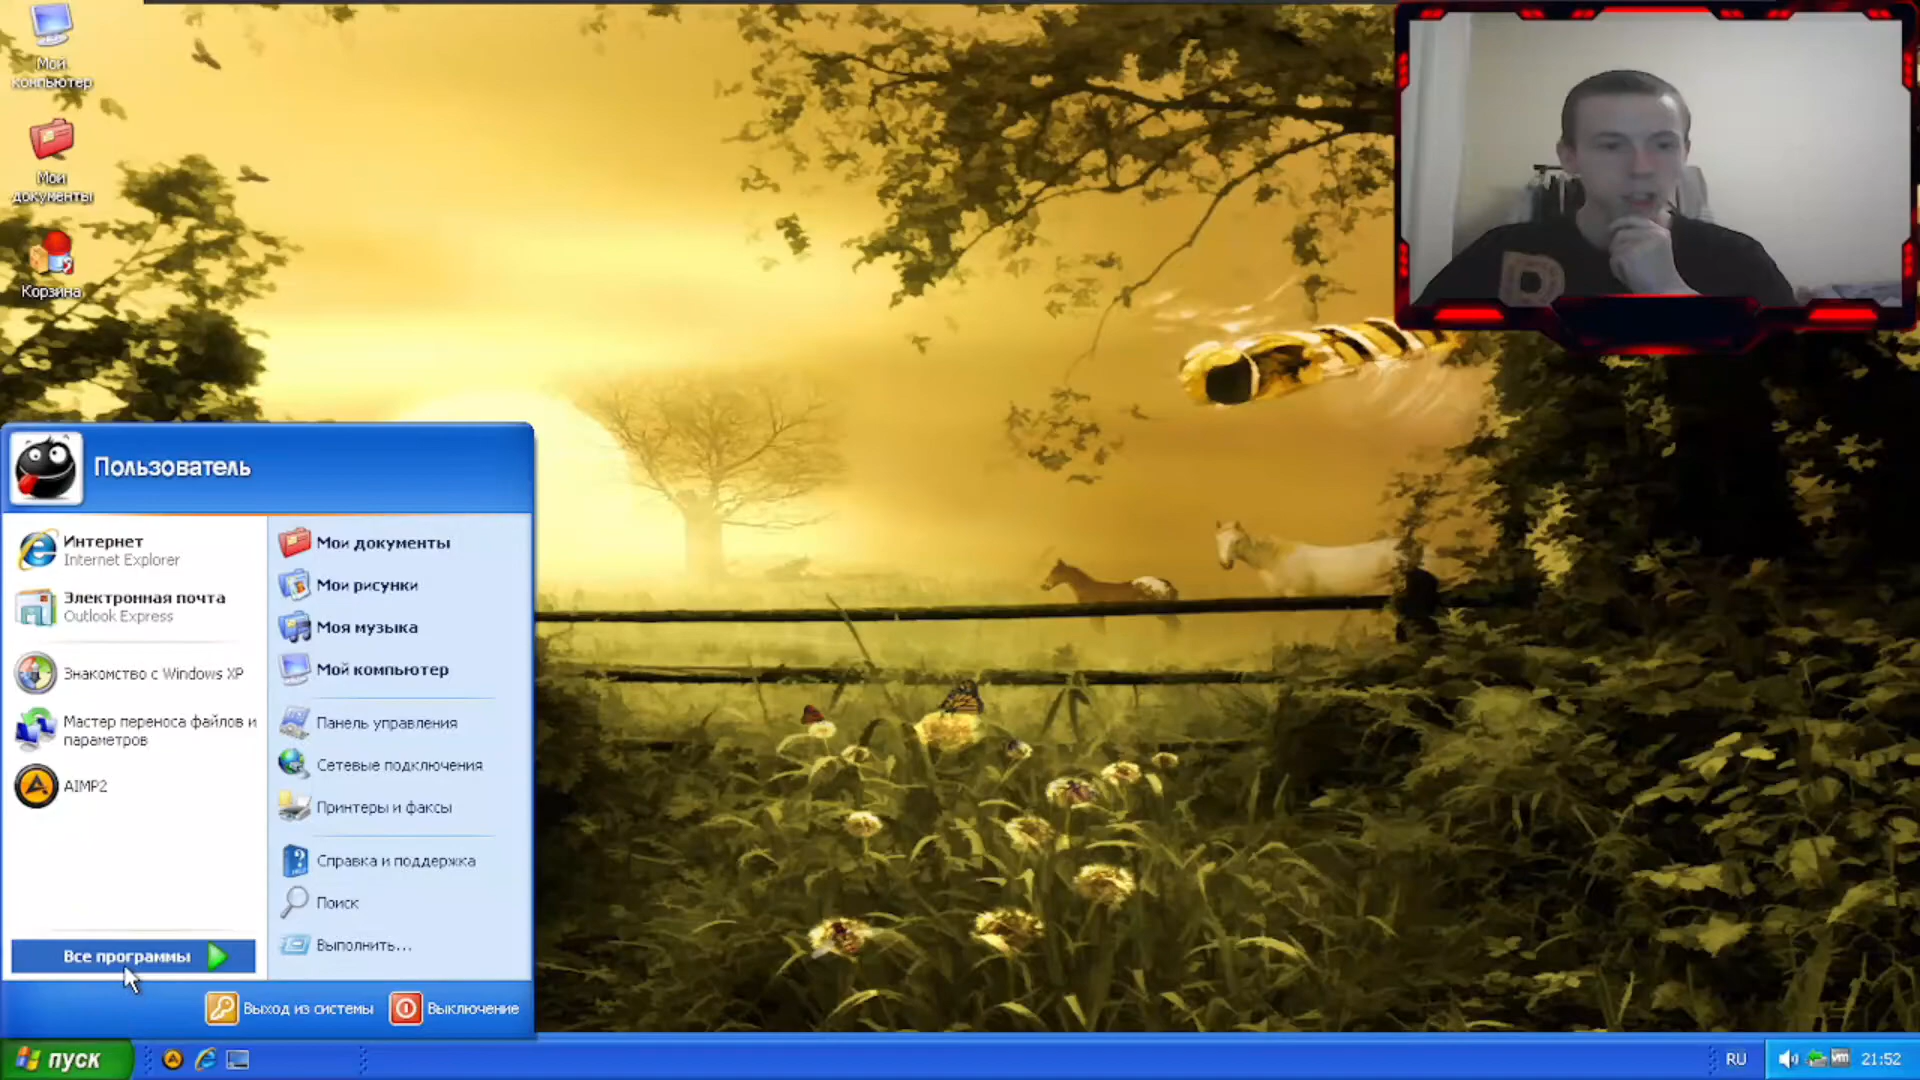 Мой
компьютер
Мои
документы
Корзина
Пользователь
Интернет
Internet Explorer
Электронная почта
Outlook Express
Знакомство с Windows XP
Мастер переноса файлов и
параметров
AIMP2
Все программы
Мои документы
Мои рисунки
Моя музыка
Мой компьютер
Панель управления
Сетевые подключения
Принтеры и факсы
Справка и поддержка
Поиск
Выполнить...
Выход из системы
Выключение
пуск
RU
vm
21:52
D